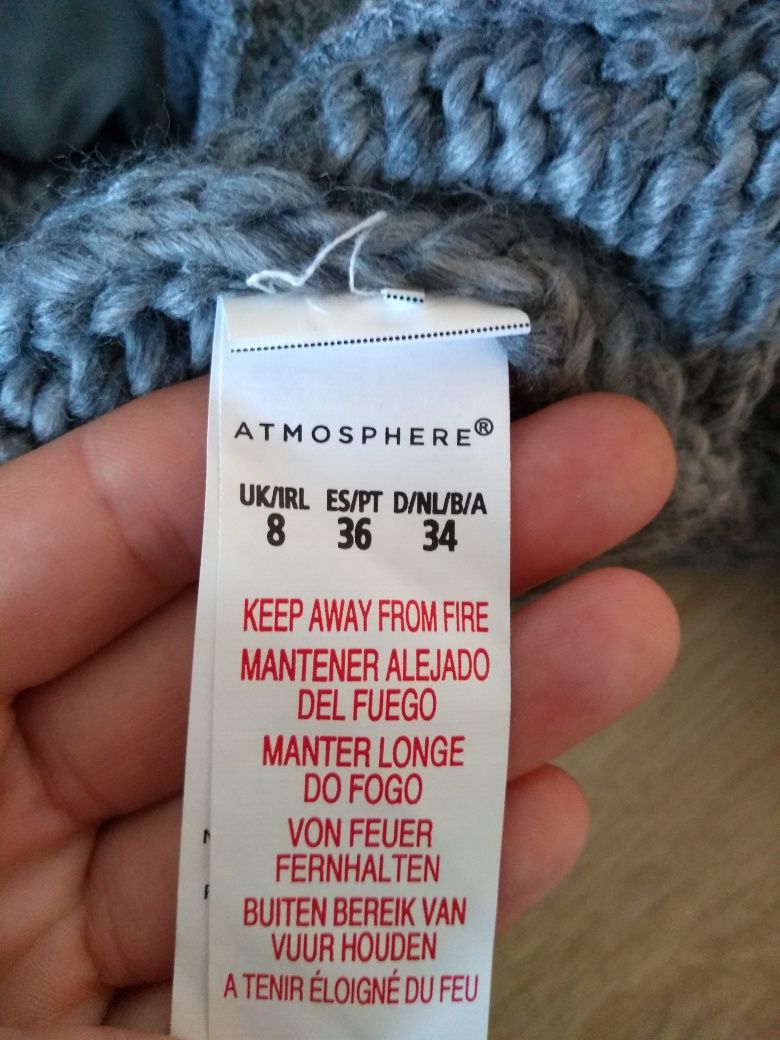 ATMOSPHERE®
UK/IRL ES/PT D/NL/B/A
8 36 34
KEEP AWAY FROM FIRE
MANTENER ALEJADO
DEL FUEGO
MANTER LONGE
DO FOGO
VON FEUER
FERNHALTEN
BUITEN BEREIK VAN
VUUR HOUDEN
A TENIR ÉLOIGNÉ DU FEU